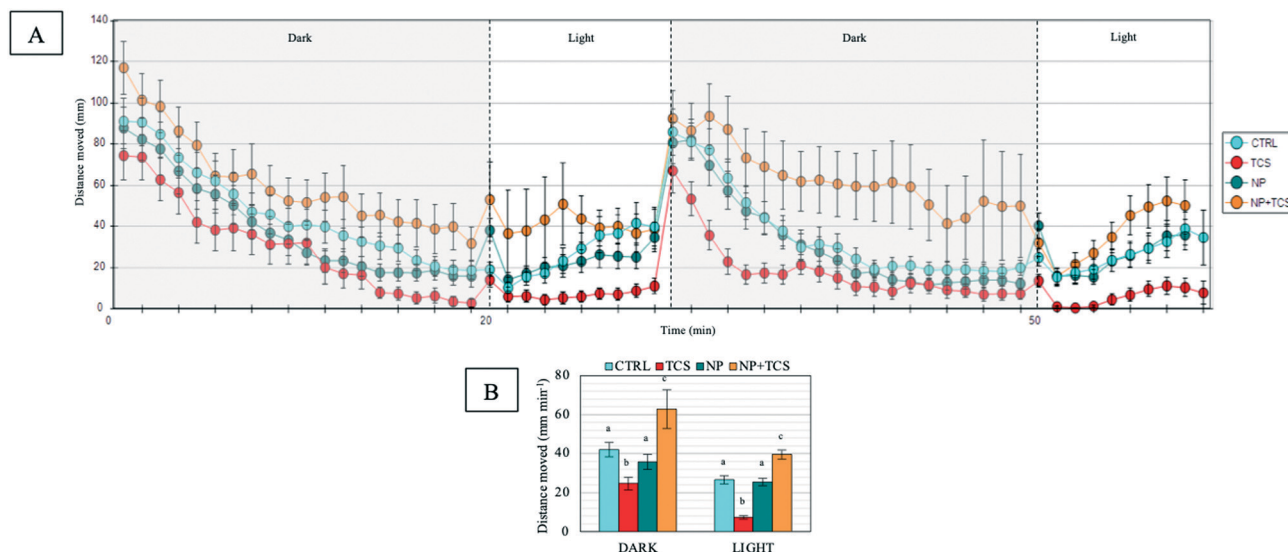 A
140
120
100
80
60
40
20
0
Distance moved (mm)
Dark
Light
Dark
Light
0
20
50
Time (min)
CTRL
TCS
NP
NP+TCS
B
CTRL TCS NP NP+TCS
80
60
40
20
0
Distance moved (mm min⁻¹)
a
b
a
c
a
b
a
c
DARK
LIGHT